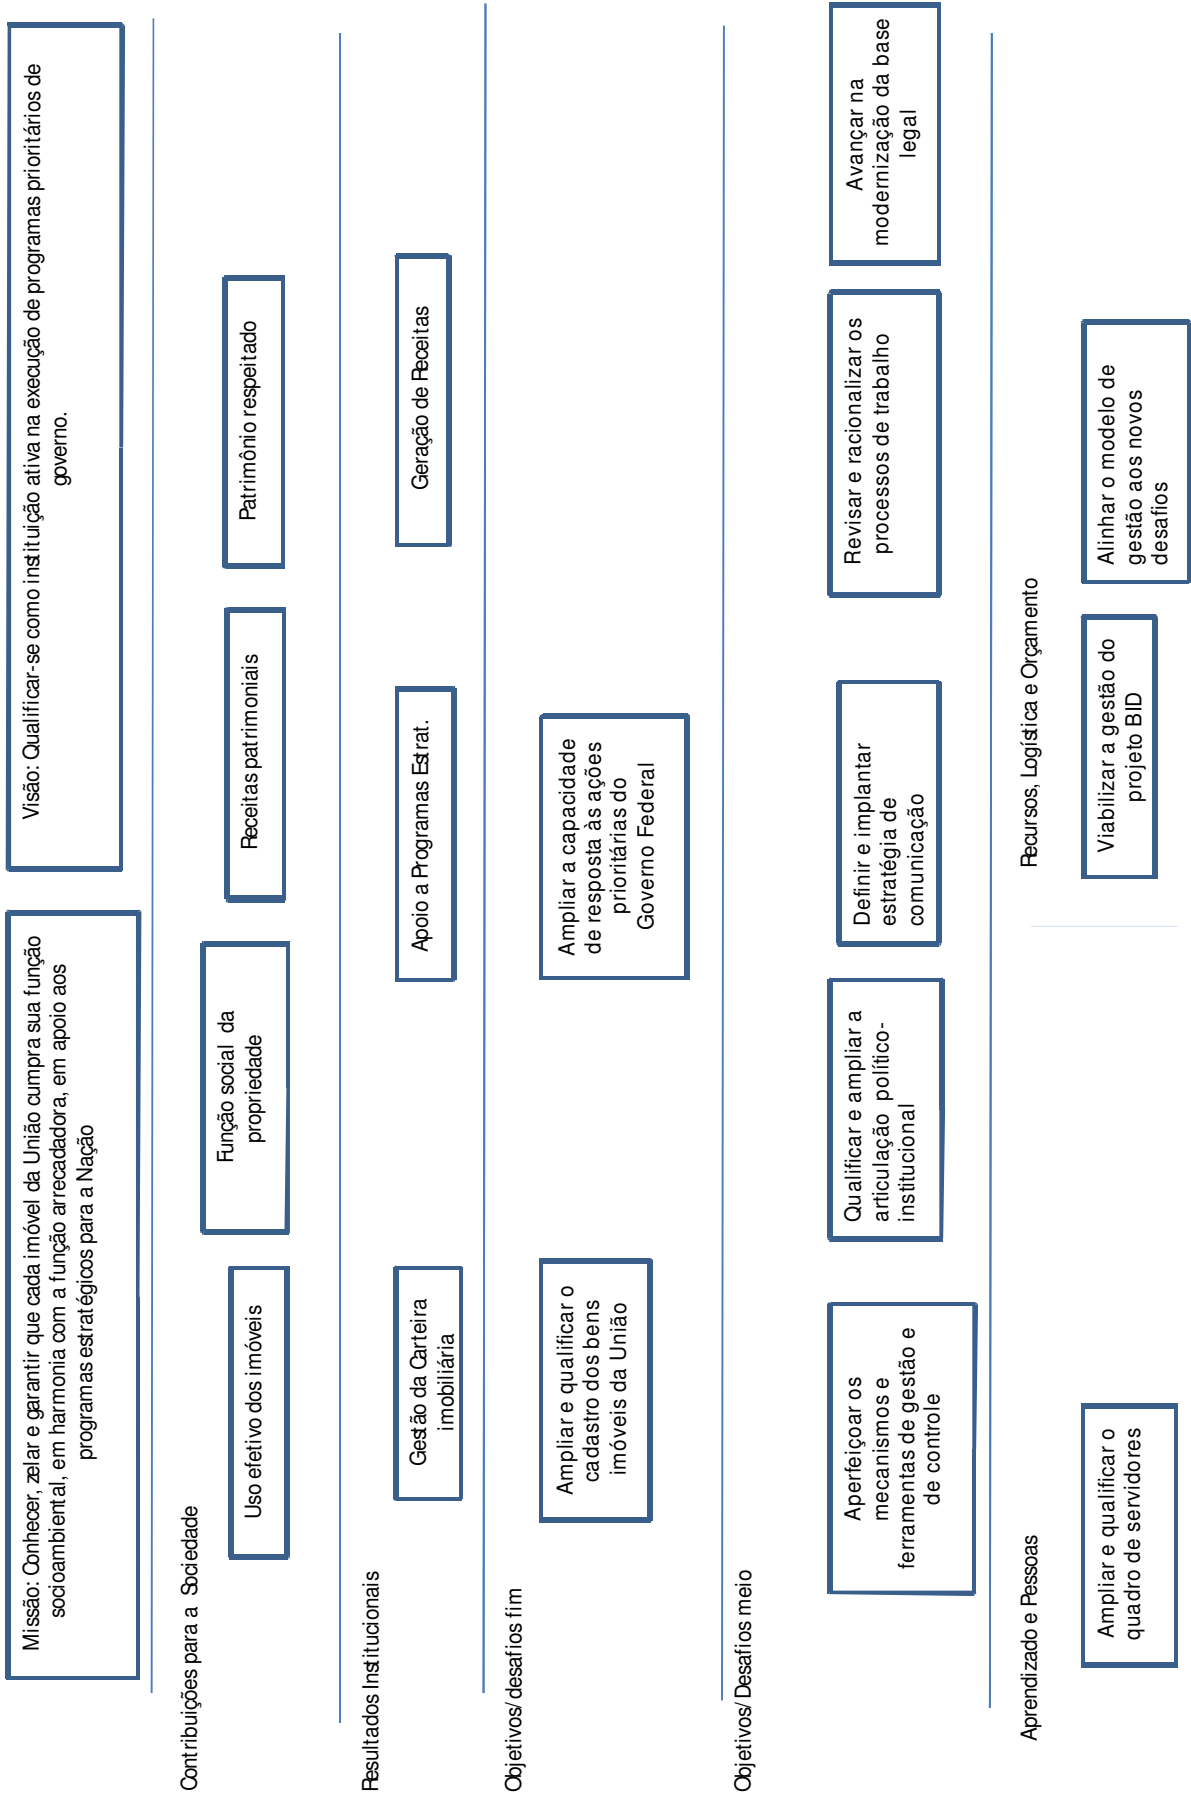 Missão: Conhecer, zelar e garantir que cada imóvel da União cumpra sua função
socioambiental, em harmonia com a função arrecadadora, em apoio aos
programas estratégicos para a Nação
Visão: Qualificar-se como instituição ativa na execução de programas prioritários de
governo.
Contribuições para a Sociedade
Uso efetivo dos imóveis
Função social da
propriedade
Receitas patrimoniais
Patrimônio respeitado
Resultados Institucionais
Gestão da Carteira
imobiliária
Apoio a Programas Estrat.
Geração de Receitas
Objetivos/desafios fim
Ampliar e qualificar o
cadastro dos bens
imóveis da União
Ampliar a capacidade
de resposta às ações
prioritárias do
Governo Federal
Objetivos/Desafios meio
Aperfeiçoar os
mecanismos e
ferramentas de gestão e
de controle
Qualificar e ampliar a
articulação político-
institucional
Definir e implantar
estratégia de
comunicação
Revisar e racionalizar os
processos de trabalho
Avançar na
modernização da base
legal
Aprendizado e Pessoas
Ampliar e qualificar o
quadro de servidores
Recursos, Logística e Orçamento
Viabilizar a gestão do
projeto BID
Alinhar o modelo de
gestão aos novos
desafios